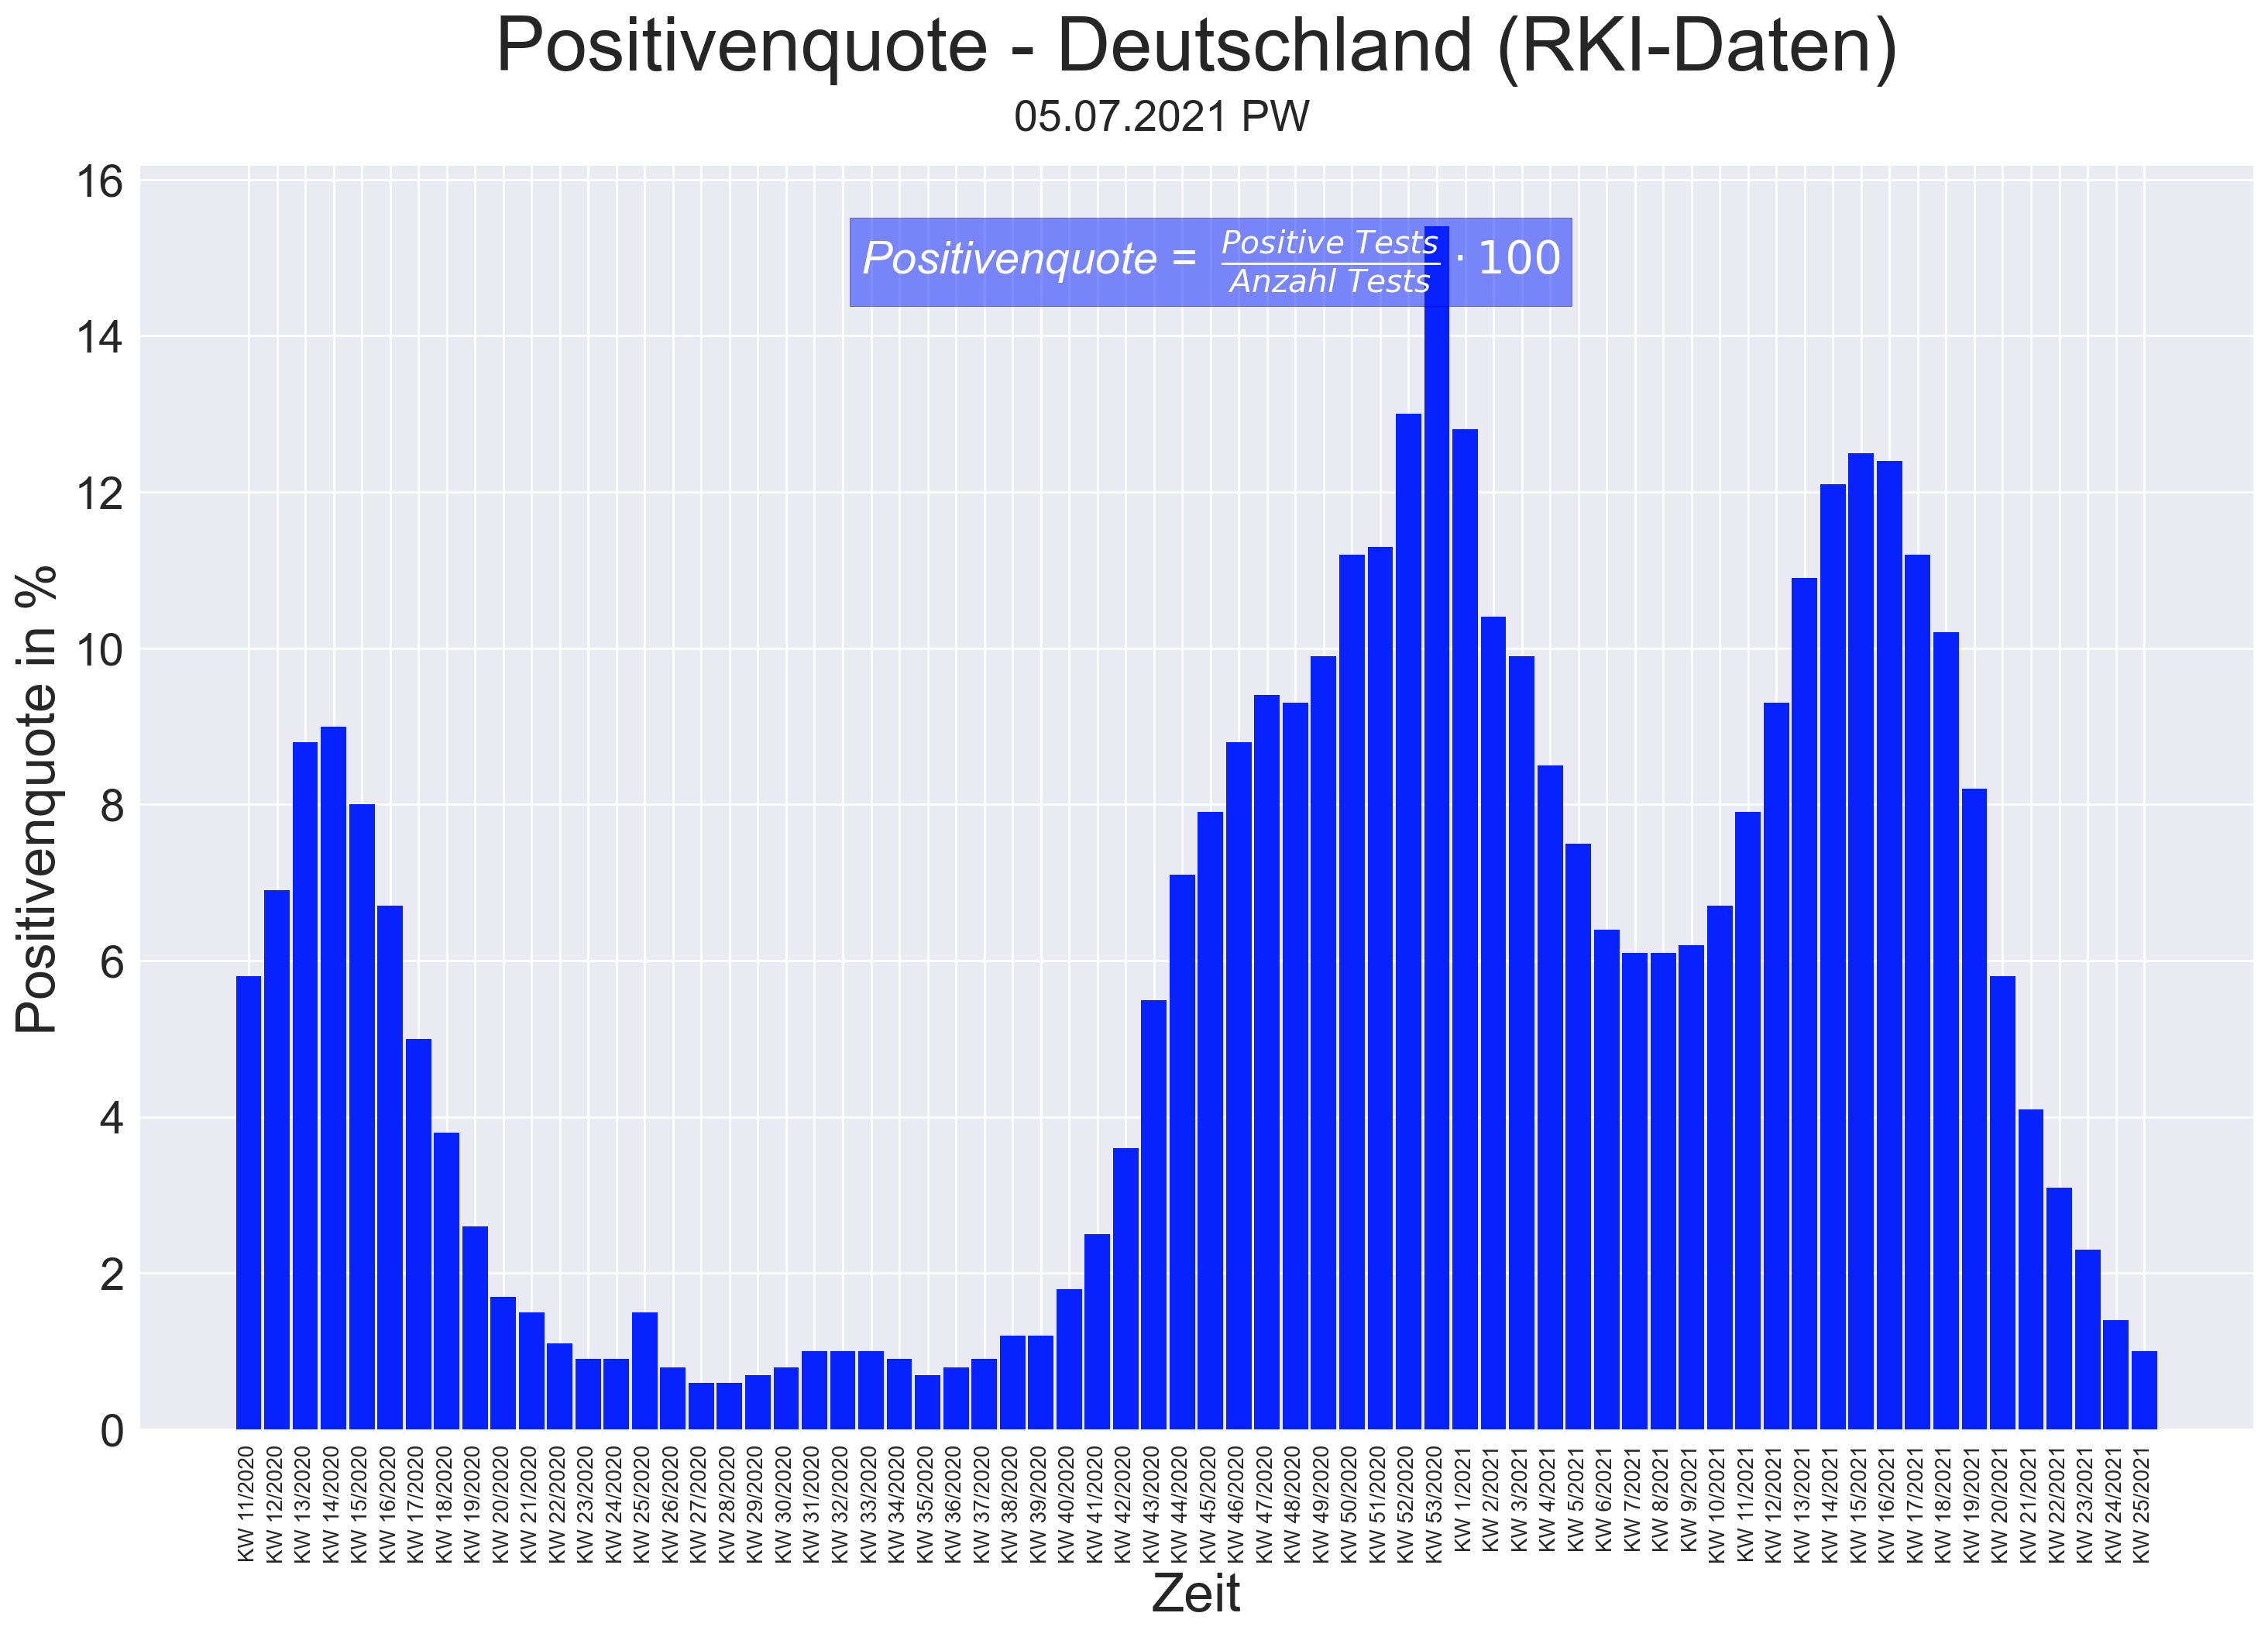 Positivenquote - Deutschland (RKI-Daten)
05.07.2021 PW
Positivenquote = Positive Tests / Anzahl Tests · 100
Positivenquote in %
16
14
12
10
8
6
4
2
0
KW 11/2020
KW 12/2020
KW 13/2020
KW 14/2020
KW 15/2020
KW 16/2020
KW 17/2020
KW 18/2020
KW 19/2020
KW 20/2020
KW 21/2020
KW 22/2020
KW 23/2020
KW 24/2020
KW 25/2020
KW 26/2020
KW 27/2020
KW 28/2020
KW 29/2020
KW 30/2020
KW 31/2020
KW 32/2020
KW 33/2020
KW 34/2020
KW 35/2020
KW 36/2020
KW 37/2020
KW 38/2020
KW 39/2020
KW 40/2020
KW 41/2020
KW 42/2020
KW 43/2020
KW 44/2020
KW 45/2020
KW 46/2020
KW 47/2020
KW 48/2020
KW 49/2020
KW 50/2020
KW 51/2020
KW 52/2020
KW 53/2020
KW 1/2021
KW 2/2021
KW 3/2021
KW 4/2021
KW 5/2021
KW 6/2021
KW 7/2021
KW 8/2021
KW 9/2021
KW 10/2021
KW 11/2021
KW 12/2021
KW 13/2021
KW 14/2021
KW 15/2021
KW 16/2021
KW 17/2021
KW 18/2021
KW 19/2021
KW 20/2021
KW 21/2021
KW 22/2021
KW 23/2021
KW 24/2021
KW 25/2021
Zeit